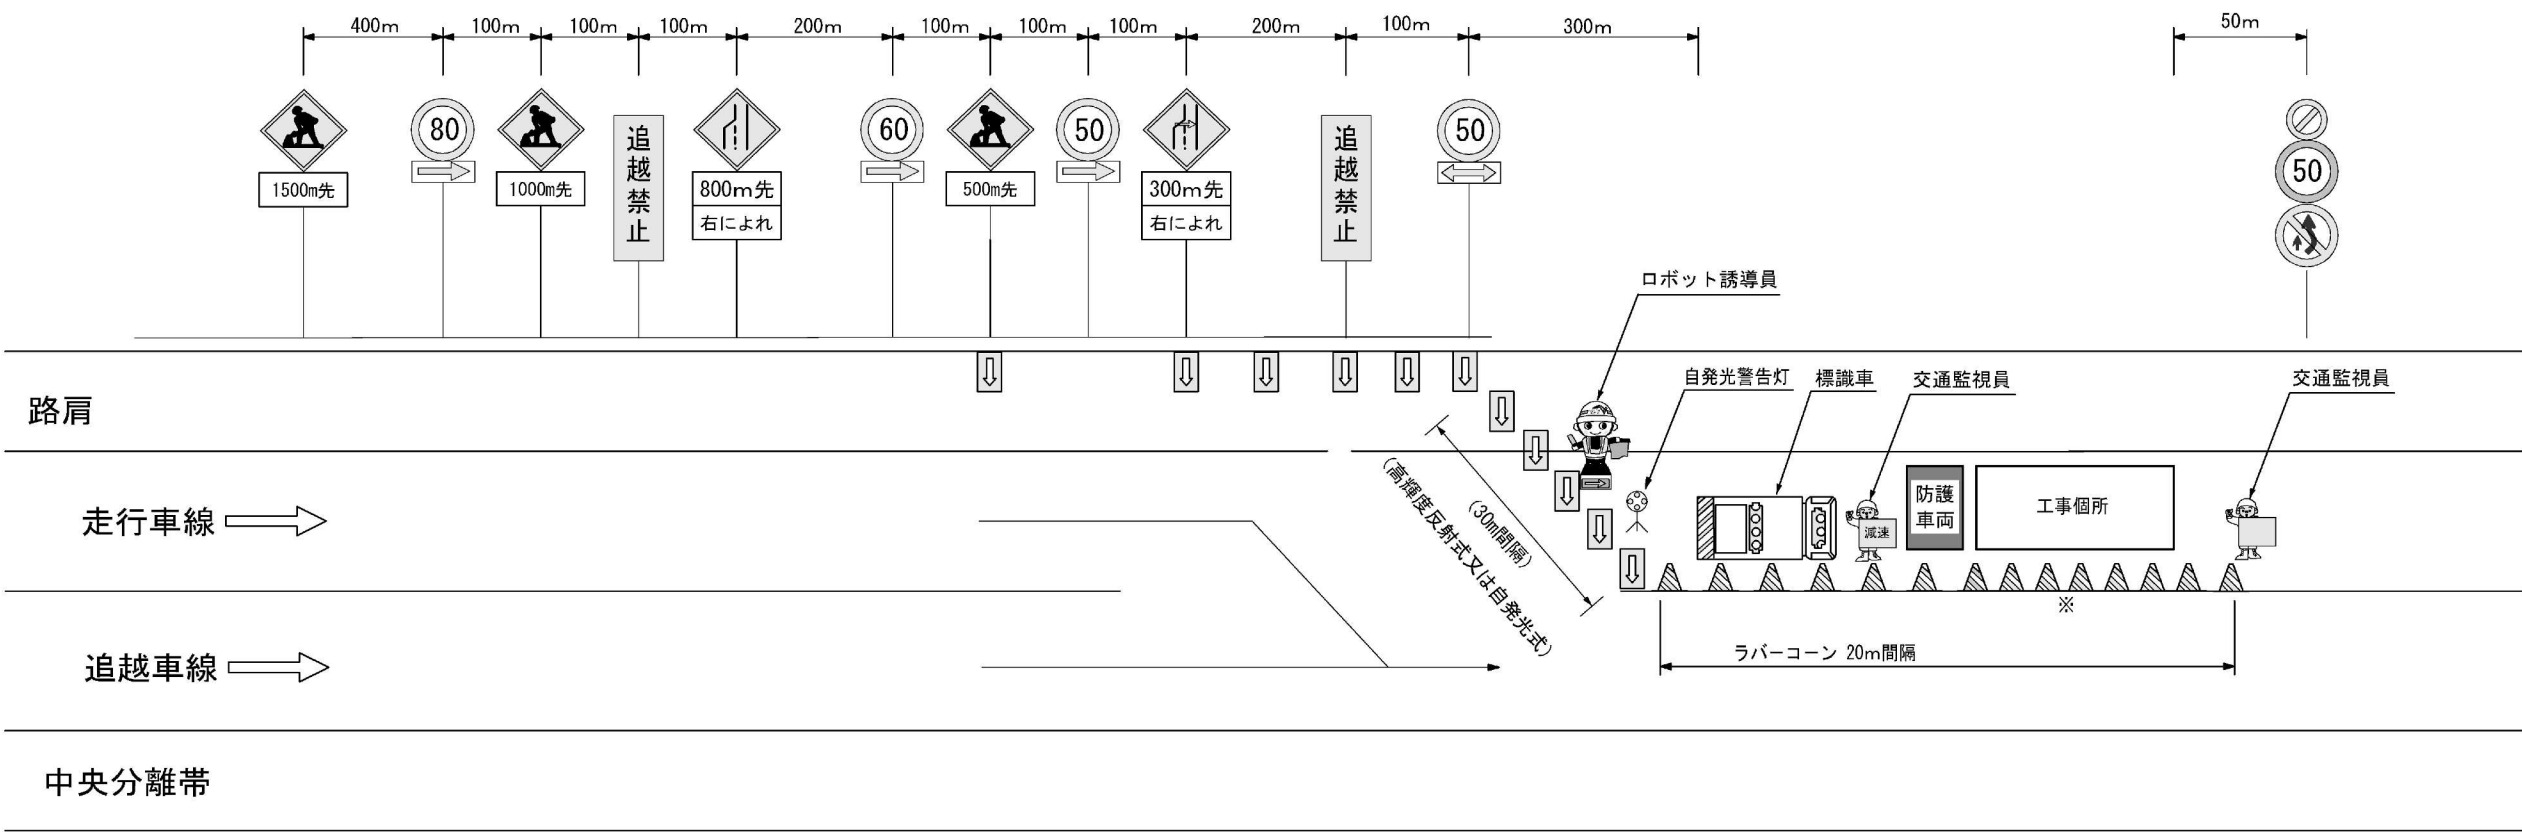 400m 100m 100m 100m 200m 100m 100m 100m 200m 100m 300m 50m
80
60
50
50
50
1500m先
1000m先
追越禁止
800m先
右によれ
500m先
300m先
右によれ
追越禁止
ロボット誘導員
自発光警告灯
標識車
交通監視員
交通監視員
路肩
走行車線
追越車線
中央分離帯
(30m間隔)
(高輝度反射式又は自発光式)
減速
防護
車両
工事個所
※
ラバーコーン 20m間隔